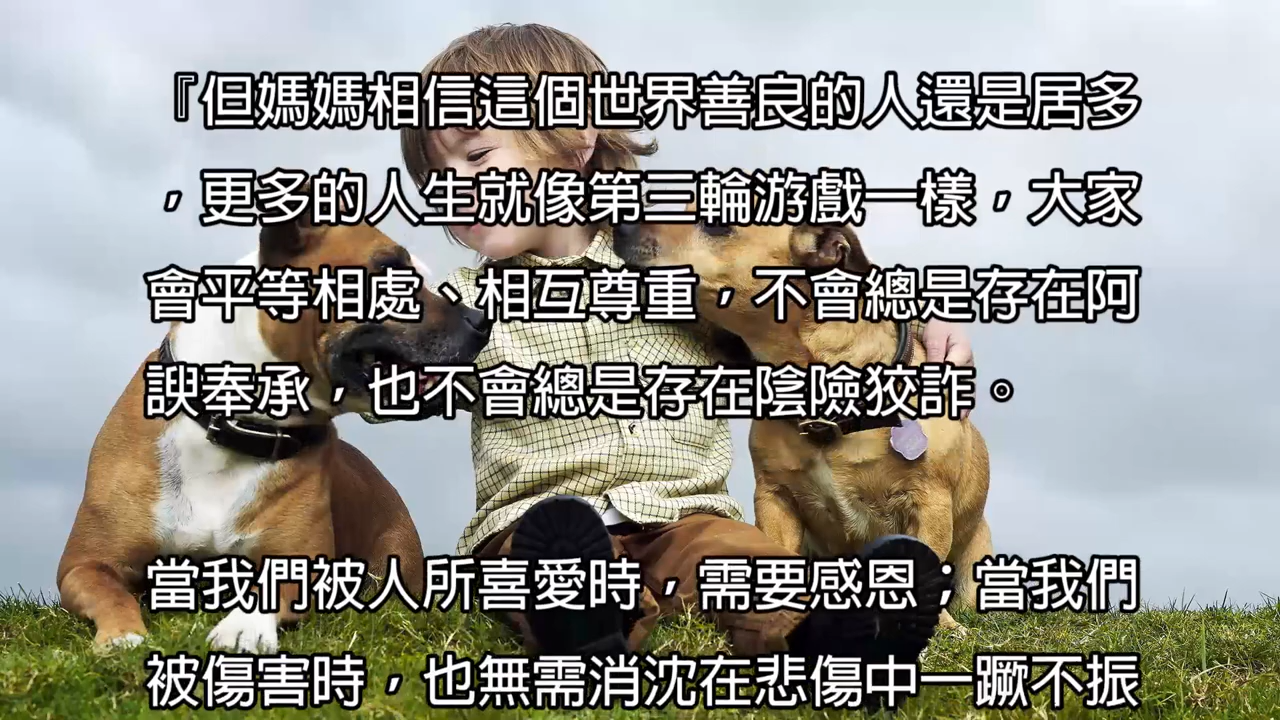 『但媽媽相信這個世界善良的人還是居多
，更多的人生就像第三輪游戲一樣，大家
會平等相處、相互尊重，不會總是存在阿
諛奉承，也不會總是存在陰險狡詐。
當我們被人所喜愛時，需要感恩；當我們
被傷害時，也無需消沈在悲傷中一蹶不振